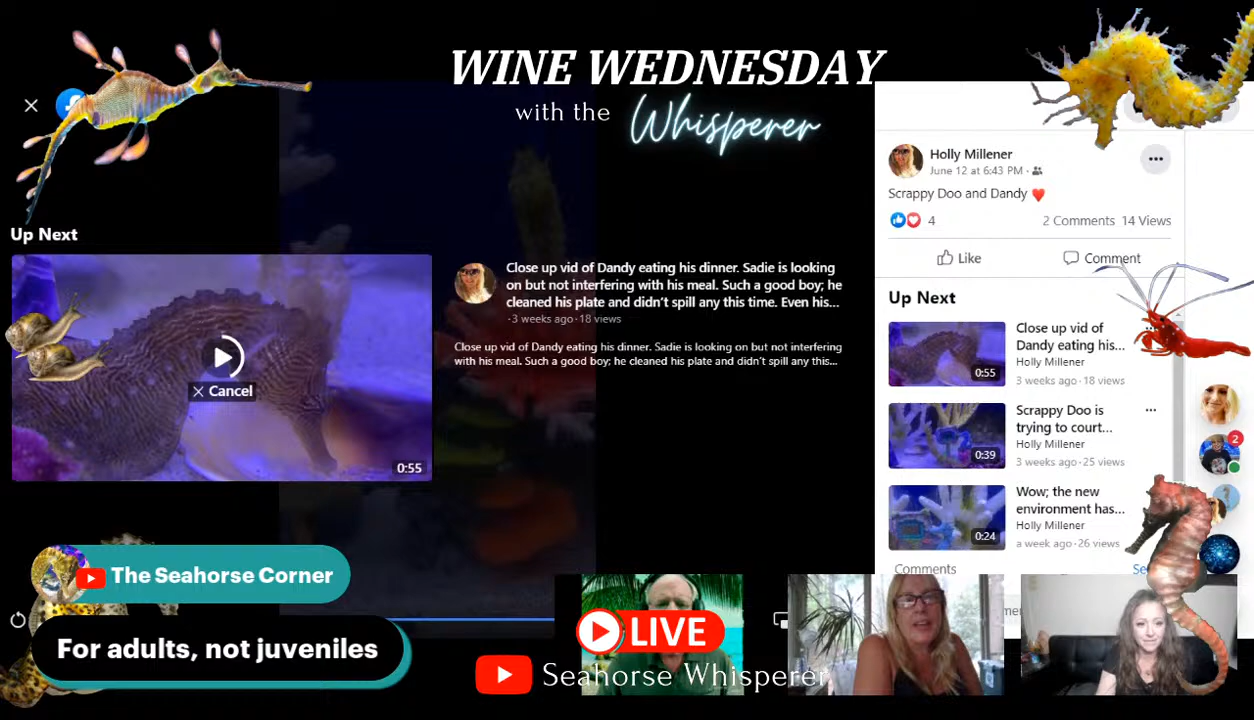 WINE WEDNESDAY
with the
Whisperer
Holly Millener
June 12 at 6:43 PM ·
Scrappy Doo and Dandy
4
2 Comments 14 Views
Like
Comment
Up Next
Up Next
Close up vid of Dandy eating his dinner. Sadie is looking
on but not interfering with his meal. Such a good boy; he
cleaned his plate and didn't spill any this time. Even his...
3 weeks ago · 18 views
Close up vid of Dandy eating his dinner. Sadie is looking on but not interfering
with his meal. Such a good boy; he cleaned his plate and didn't spill any this...
Cancel
0:55
Close up vid of
Dandy eating his...
Holly Millener
3 weeks ago · 18 views
0:55
Scrappy Doo is
trying to court...
Holly Millener
3 weeks ago · 25 views
0:39
2
Wow; the new
environment has...
Holly Millener
a week ago · 26 views
0:24
Comments
The Seahorse Corner
For adults, not juveniles
LIVE
Seahorse Whisperer